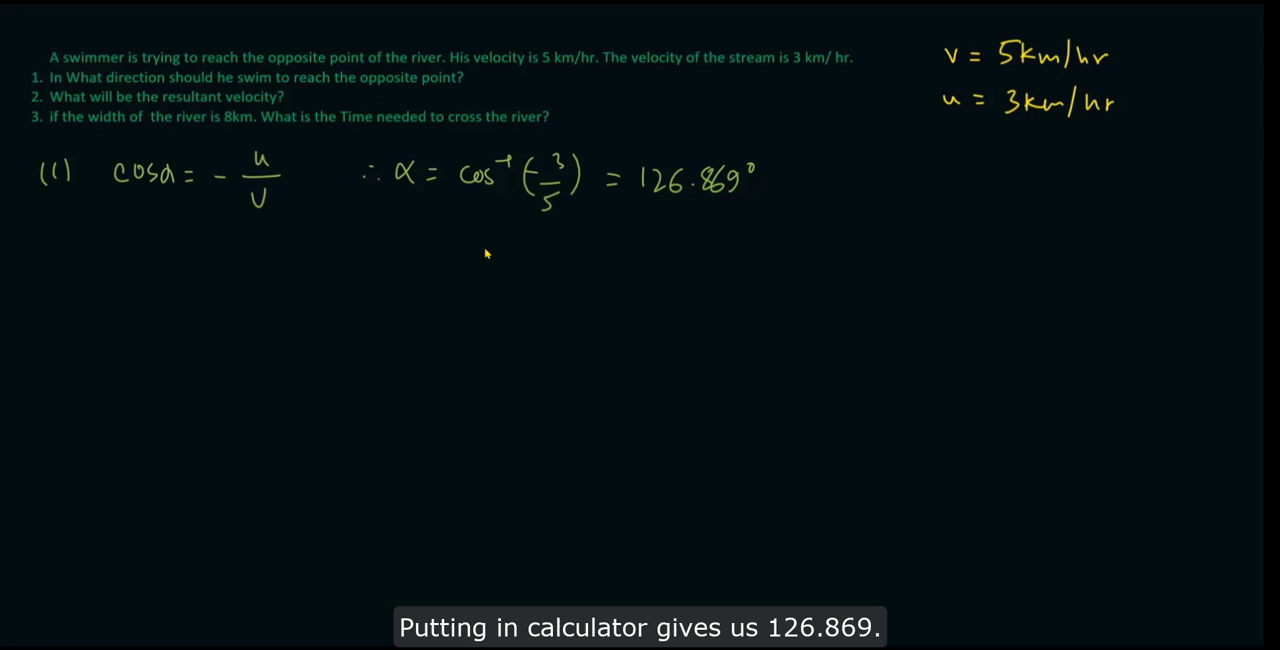 A swimmer is trying to reach the opposite point of the river. His velocity is 5 km/hr. The velocity of the stream is 3 km/ hr.
1. In What direction should he swim to reach the opposite point?
2. What will be the resultant velocity?
3. if the width of the river is 8km. What is the Time needed to cross the river?
v = 5km/hr
u = 3km/hr
(1) cosα = - u/v ∴ α = cos⁻¹ (-3/5) = 126.869°
Putting in calculator gives us 126.869.